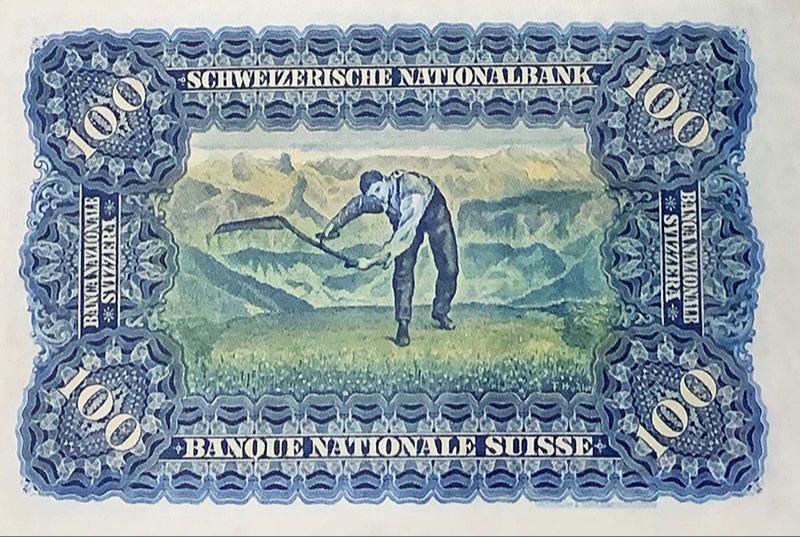 100
SCHWEIZERISCHE NATIONALBANK
100
BANCA NAZIONALE
SVIZZERA
BANCA NAZIONALE
SVIZZERA
100
BANQUE NATIONALE SUISSE
100